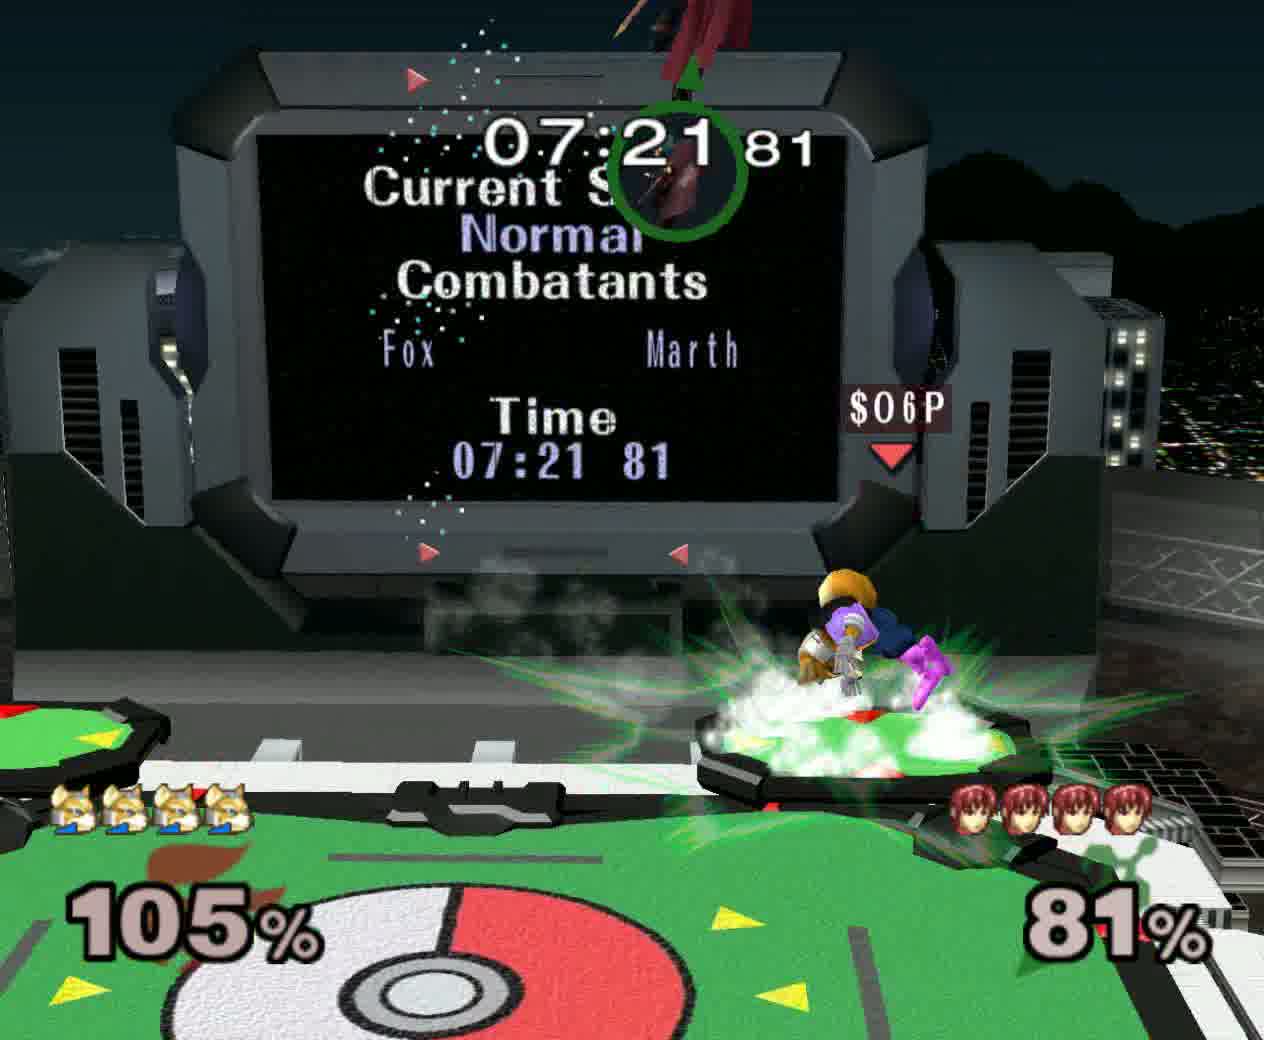 07:21 81
Current S
Normal
Combatants
Fox Marth
$06P
Time
07:21 81
105%
81%